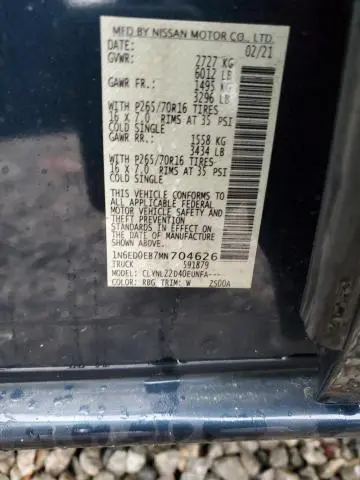 MFD BY NISSAN MOTOR CO., LTD.
DATE: 02/21
GVWR: 2727 KG
6012 LB
GAWR FR.: 1495 KG
3296 LB
WITH P265/70R16 TIRES
16 X 7.0 RIMS AT 35 PSI
COLD SINGLE
GAWR RR.: 1558 KG
3434 LB
WITH P265/70R16 TIRES
16 X 7.0 RIMS AT 35 PSI
COLD SINGLE
THIS VEHICLE CONFORMS TO
ALL APPLICABLE FEDERAL
MOTOR VEHICLE SAFETY
STANDARDS IN EFFECT ON THE
DATE OF MANUFACTURE SHOWN
ABOVE.
1N6ED0EB7MN704626
TRUCK 591879
MODEL: CLYNLZ2D40EUNFA----
COLOR: RBG TRIM: W 2S00A